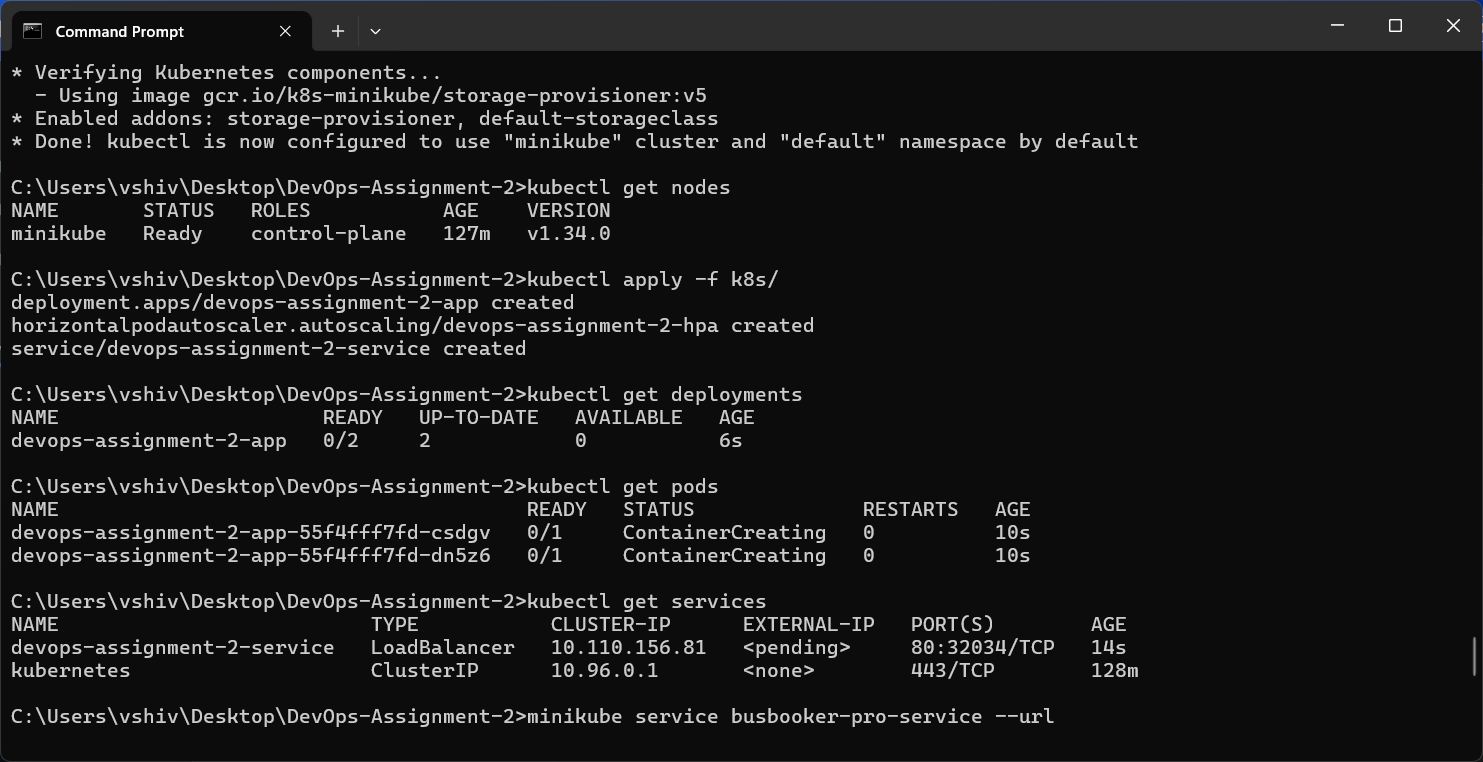 Command Prompt
* Verifying Kubernetes components...
  - Using image gcr.io/k8s-minikube/storage-provisioner:v5
* Enabled addons: storage-provisioner, default-storageclass
* Done! kubectl is now configured to use "minikube" cluster and "default" namespace by default
C:\Users\vshiv\Desktop\DevOps-Assignment-2>kubectl get nodes
NAME       STATUS   ROLES           AGE    VERSION
minikube   Ready    control-plane   127m   v1.34.0
C:\Users\vshiv\Desktop\DevOps-Assignment-2>kubectl apply -f k8s/
deployment.apps/devops-assignment-2-app created
horizontalpodautoscaler.autoscaling/devops-assignment-2-hpa created
service/devops-assignment-2-service created
C:\Users\vshiv\Desktop\DevOps-Assignment-2>kubectl get deployments
NAME                      READY   UP-TO-DATE   AVAILABLE   AGE
devops-assignment-2-app   0/2     2            0           6s
C:\Users\vshiv\Desktop\DevOps-Assignment-2>kubectl get pods
NAME                                       READY   STATUS              RESTARTS   AGE
devops-assignment-2-app-55f4fff7fd-csdgv   0/1     ContainerCreating   0          10s
devops-assignment-2-app-55f4fff7fd-dn5z6   0/1     ContainerCreating   0          10s
C:\Users\vshiv\Desktop\DevOps-Assignment-2>kubectl get services
NAME                          TYPE           CLUSTER-IP      EXTERNAL-IP   PORT(S)        AGE
devops-assignment-2-service   LoadBalancer   10.110.156.81   <pending>     80:32034/TCP   14s
kubernetes                    ClusterIP      10.96.0.1       <none>        443/TCP        128m
C:\Users\vshiv\Desktop\DevOps-Assignment-2>minikube service busbooker-pro-service --url